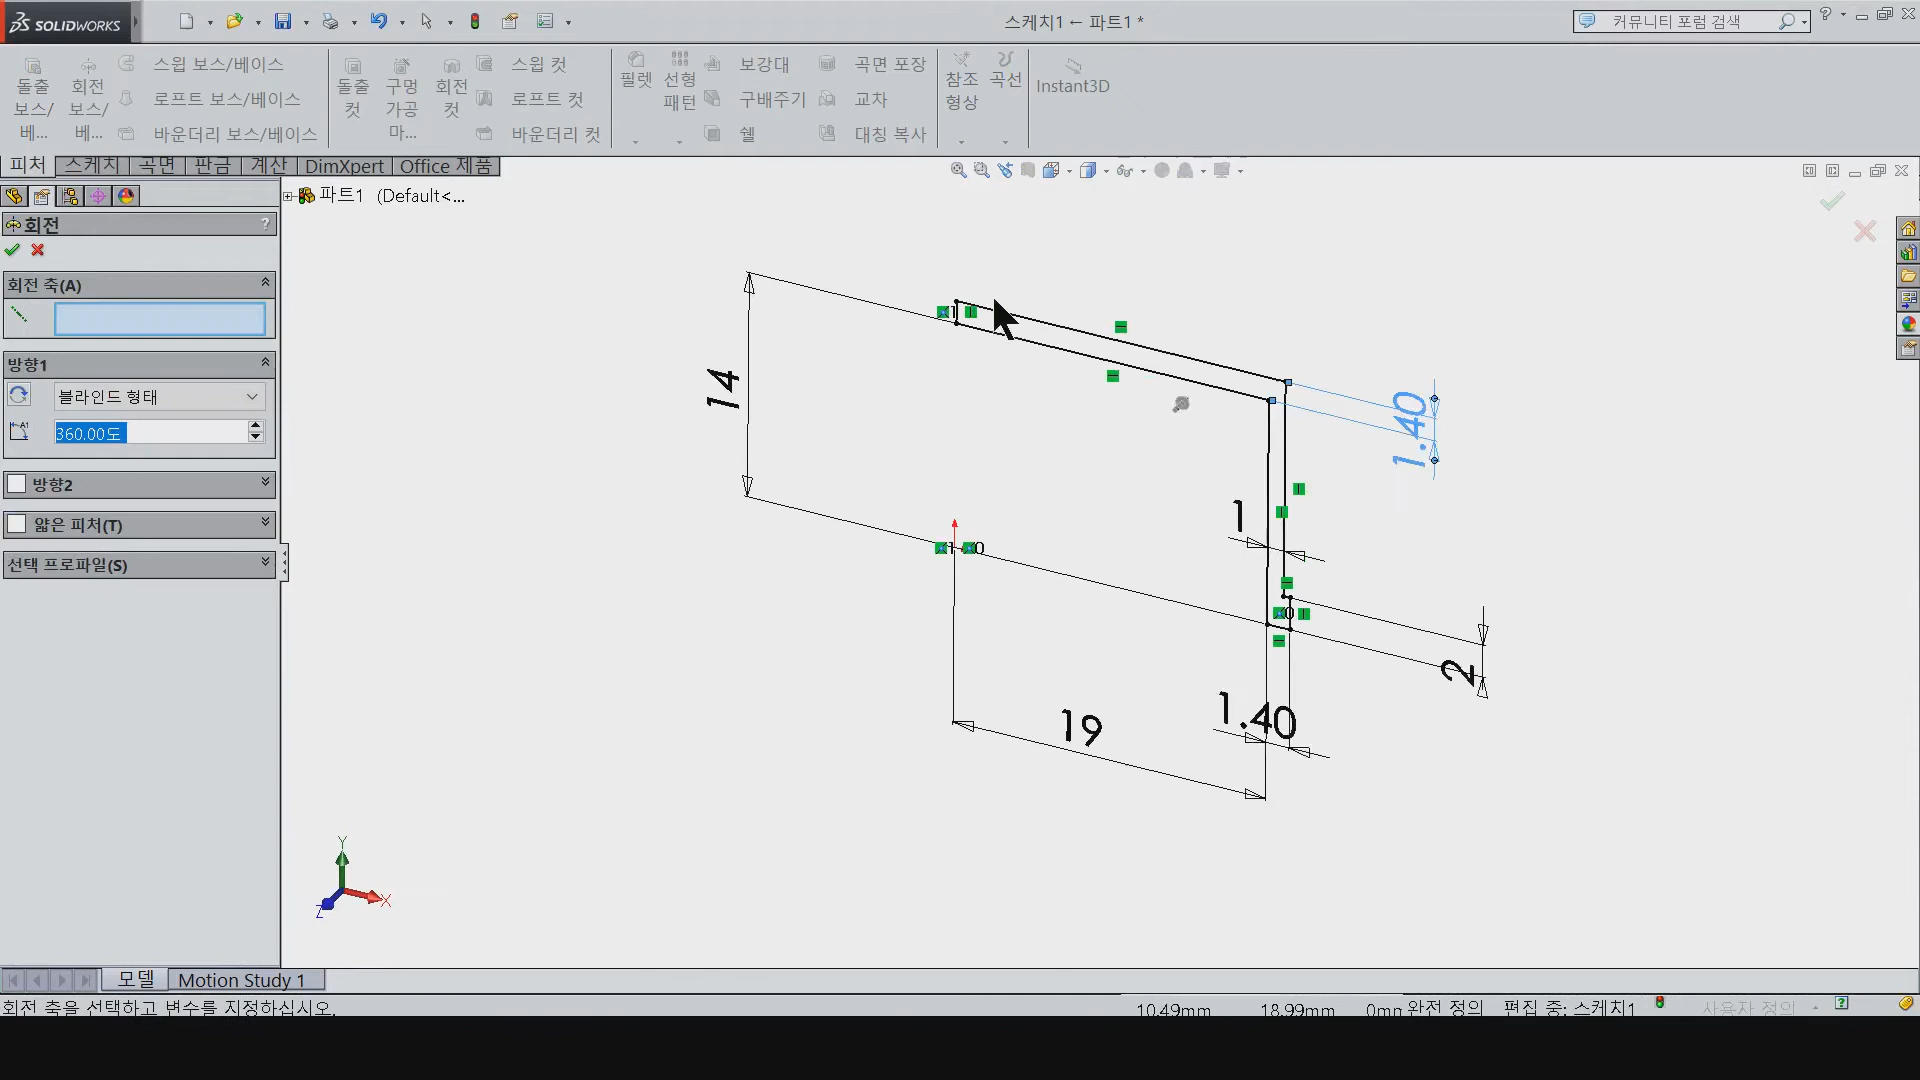 SOLIDWORKS
스케치1 ← 파트1 *
커뮤니티 포럼 검색
돌출 보스/베...
회전 보스/베...
스윕 보스/베이스
로프트 보스/베이스
바운더리 보스/베이스
돌출 컷
구멍 가공 마...
회전 컷
스윕 컷
로프트 컷
바운더리 컷
필렛
선형 패턴
보강대
구배주기
쉘
곡면 포장
교차
대칭 복사
참조 형상
곡선
Instant3D
피처 스케치 곡면 판금 계산 DimXpert Office 제품
파트1 (Default<...
회전
?
회전 축(A)
방향1
블라인드 형태
360.00도
방향2
얇은 피처(T)
선택 프로파일(S)
14
1.40
1
2
1.40
19
Y
X
Z
모델 Motion Study 1
회전 축을 선택하고 변수를 지정하십시오.
10.49mm 18.99mm 0mm 완전 정의 편집 중: 스케치1 사용자 정의